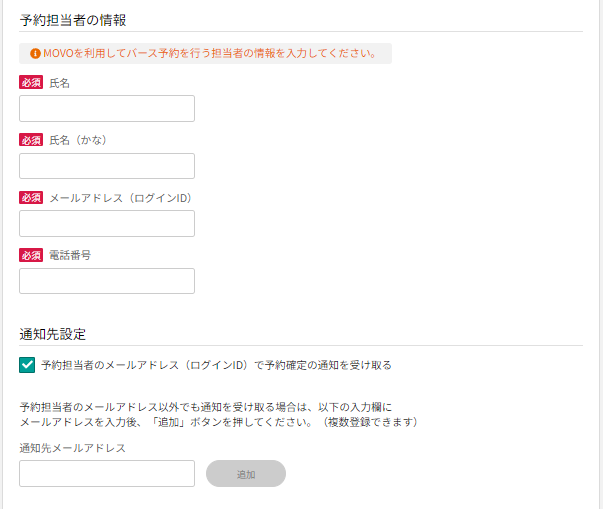 予約担当者の情報
MOVOを利用してバース予約を行う担当者の情報を入力してください。
必須 氏名
必須 氏名（かな）
必須 メールアドレス（ログインID）
必須 電話番号
通知先設定
予約担当者のメールアドレス（ログインID）で予約確定の通知を受け取る
予約担当者のメールアドレス以外でも通知を受け取る場合は、以下の入力欄に
メールアドレスを入力後、「追加」ボタンを押してください。（複数登録できます）
通知先メールアドレス
追加